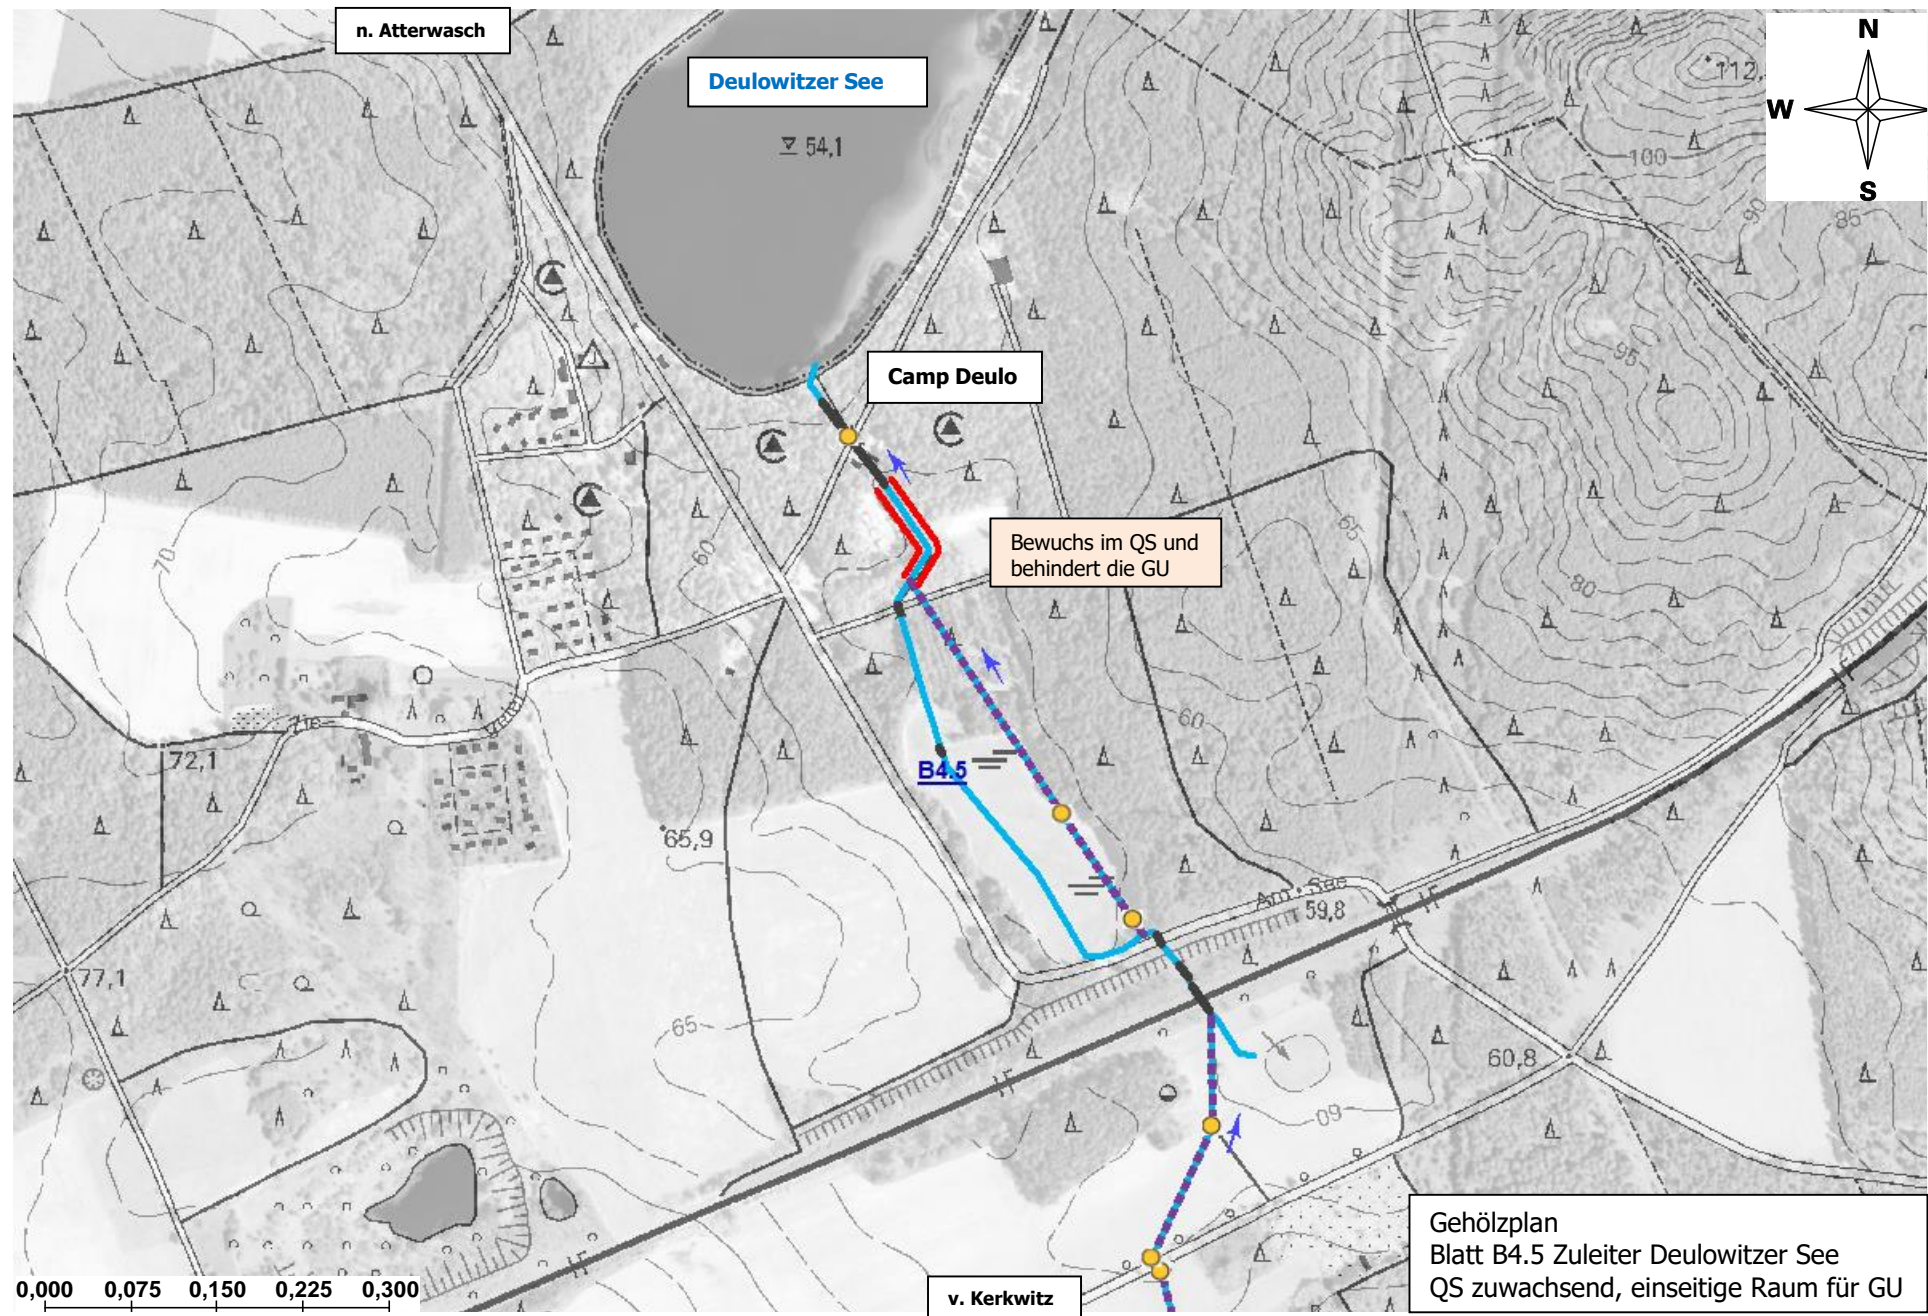 n. Atterwasch
Deulowitzer See
54,1
N
W
S
112,
100
90
85
95
Camp Deulo
70
60
65
Bewuchs im QS und
behindert die GU
80
60
72,1
B4.5
65,9
Am See
59,8
77,1
65
60,8
60
Gehölzplan
Blatt B4.5 Zuleiter Deulowitzer See
QS zuwachsend, einseitige Raum für GU
0,000 0,075 0,150 0,225 0,300
v. Kerkwitz